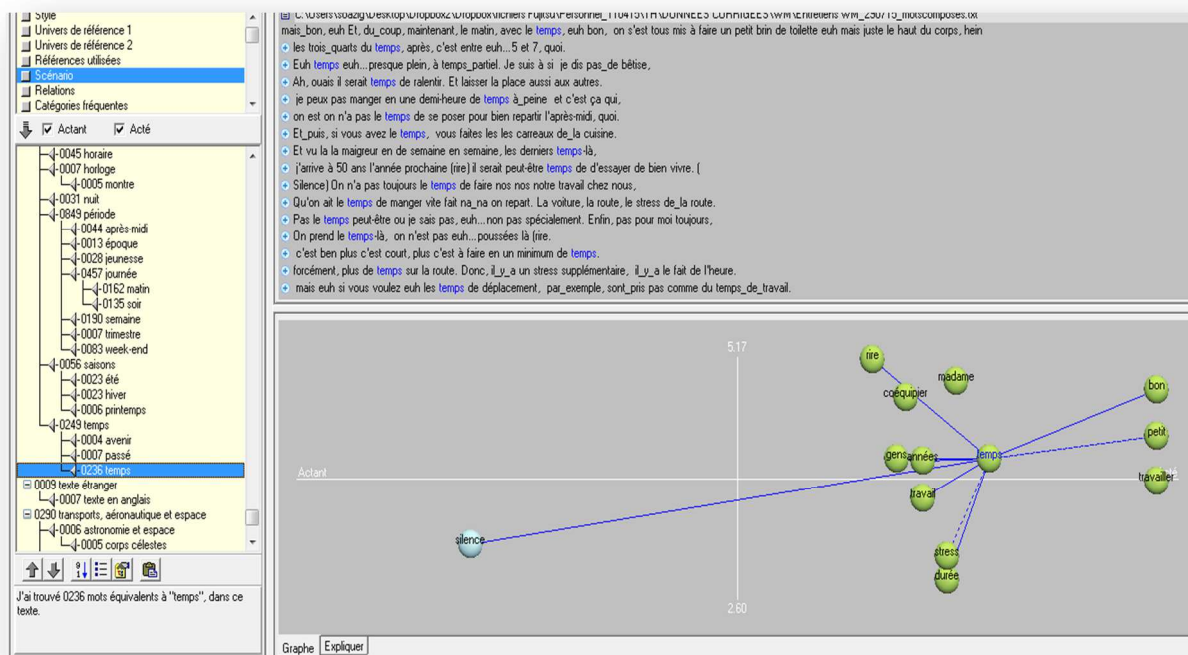 Style
Univers de référence 1
Univers de référence 2
Références utilisées
Scénario
Relations
Catégories fréquentes
Actant Acté
0045 horaire
0007 horloge
0005 montre
0031 nuit
0849 période
0044 après-midi
0013 époque
0028 jeunesse
0457 journée
0162 matin
0135 soir
0190 semaine
0007 trimestre
0083 week-end
0056 saisons
0023 été
0023 hiver
0006 printemps
0249 temps
0004 avenir
0007 passé
0236 temps
0009 texte étranger
0007 texte en anglais
0290 transports, aéronautique et espace
0006 astronomie et espace
0005 corps célestes
J'ai trouvé 0236 mots équivalents à "temps", dans ce
texte.
mais_bon, euh Et, du_coup, maintenant, le matin, avec le temps, euh bon, on s'est tous mis à faire un petit brin de toilette euh mais juste le haut du corps, hein
les trois_quarts du temps, après, c'est entre euh...5 et 7, quoi.
Euh temps euh...presque plein, à temps_partiel. Je suis à si je dis pas_de bêtise,
Ah, ouais il serait temps de ralentir. Et laisser la place aussi aux autres.
je peux pas manger en une demi-heure de temps à_peine et c'est ça qui,
on est on n'a pas le temps de se poser pour bien repartir l'après-midi, quoi.
Et_puis, si vous avez le temps, vous faites les les carreaux de_la cuisine.
Et vu la la maigreur en de semaine en semaine, les derniers temps-là,
j'arrive à 50 ans l'année prochaine (rire) il serait peut-être temps de d'essayer de bien vivre. (
Silence) On n'a pas toujours le temps de faire nos nos notre travail chez nous,
Qu'on ait le temps de manger vite fait na_na on repart. La voiture, la route, le stress de_la route.
Pas le temps peut-être ou je sais pas, euh...non pas spécialement. Enfin, pas pour moi toujours,
On prend le temps-là, on n'est pas euh...poussées là (rire.
c'est ben plus c'est court, plus c'est à faire en un minimum de temps.
forcément, plus de temps sur la route. Donc, il_y_a un stress supplémentaire, il_y_a le fait de l'heure.
mais euh si vous voulez euh les temps de déplacement, par_exemple, sont_pris pas comme du temps_de_travail.
5.17
rire
madame
coéquipier
bon
petit
gens
années
temps
Actant
travailler
travail
silence
stress
durée
2.60
Graphe Expliquer